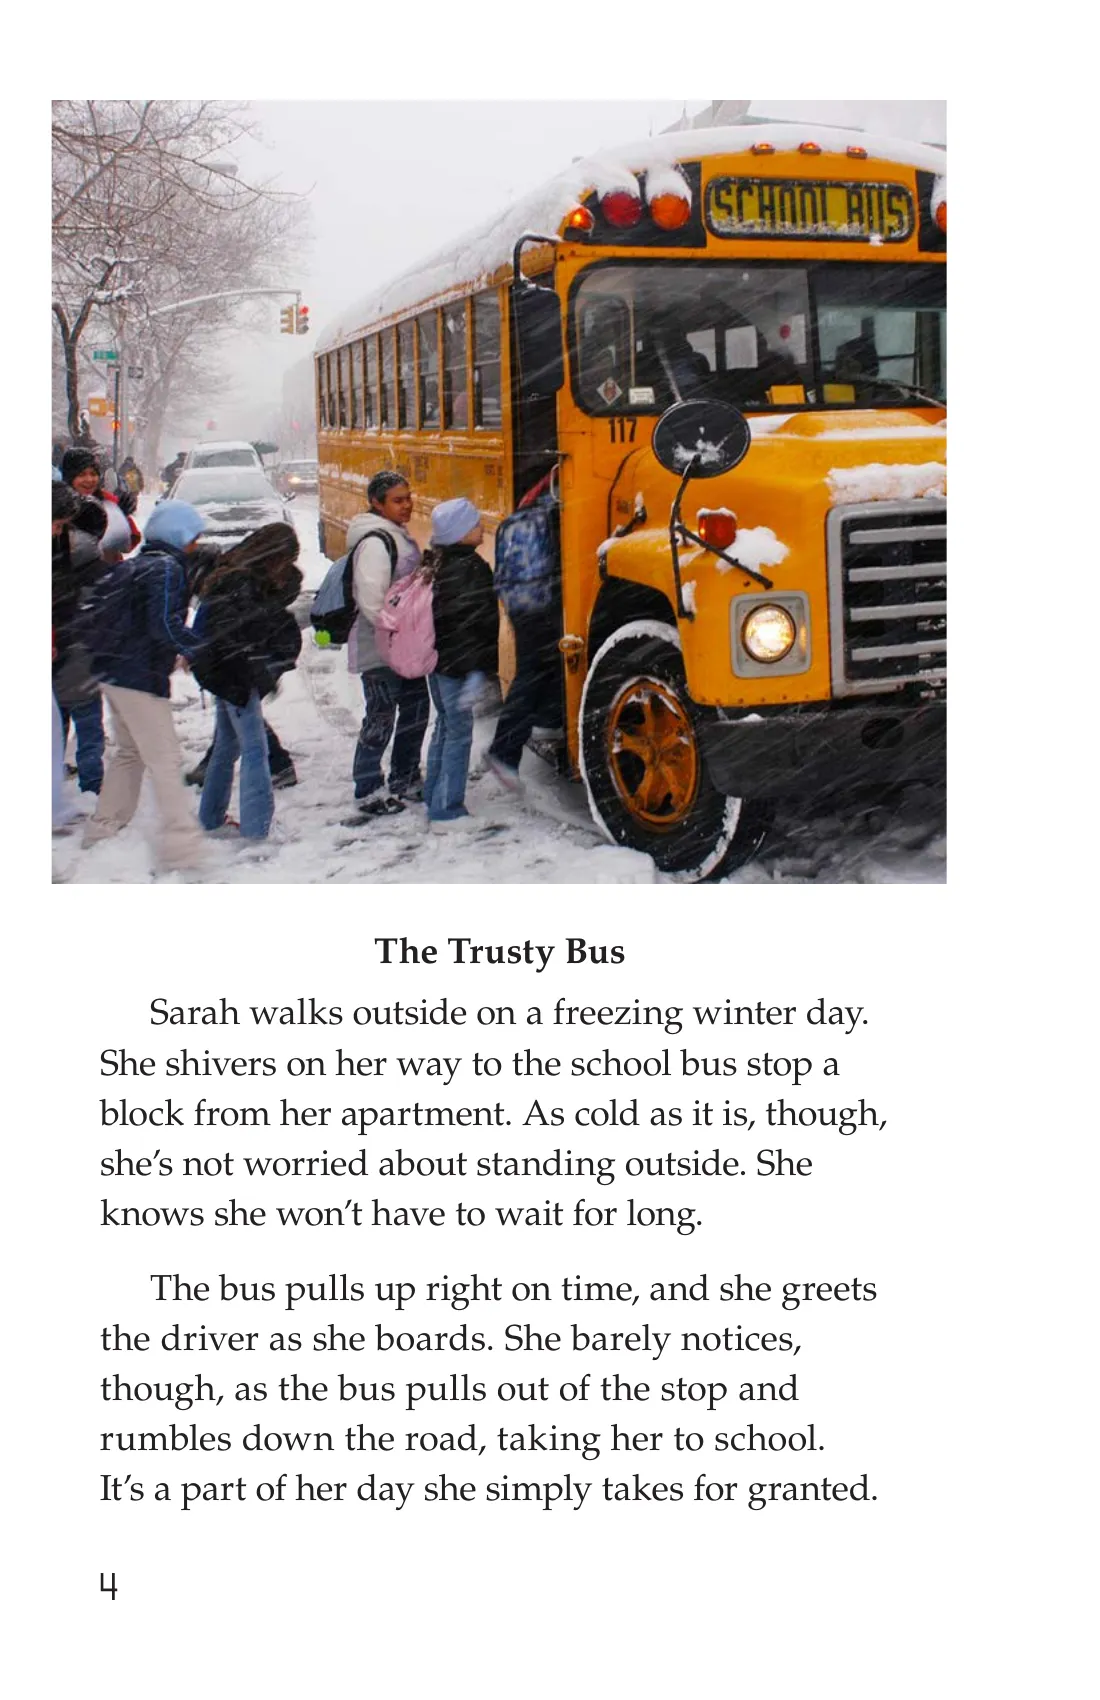 SCHOOL BUS
117
The Trusty Bus
Sarah walks outside on a freezing winter day.
She shivers on her way to the school bus stop a
block from her apartment. As cold as it is, though,
she’s not worried about standing outside. She
knows she won’t have to wait for long.
The bus pulls up right on time, and she greets
the driver as she boards. She barely notices,
though, as the bus pulls out of the stop and
rumbles down the road, taking her to school.
It’s a part of her day she simply takes for granted.
4